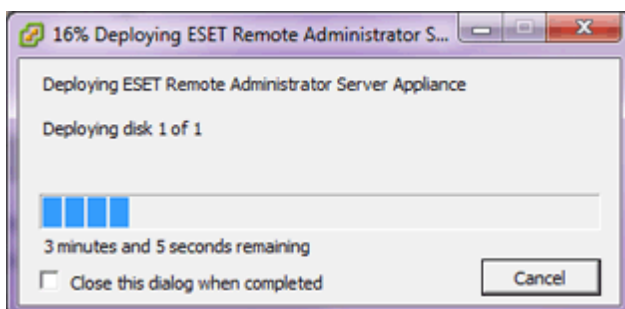 16% Deploying ESET Remote Administrator S...
Deploying ESET Remote Administrator Server Appliance
Deploying disk 1 of 1
3 minutes and 5 seconds remaining
Close this dialog when completed
Cancel